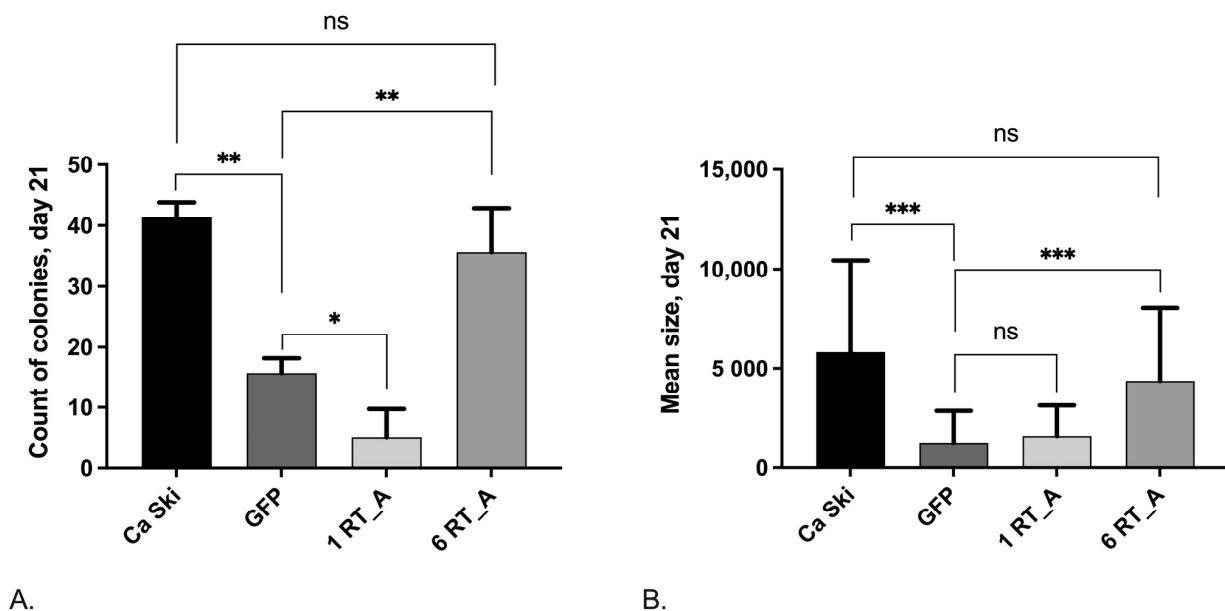 ns
**
**
*
50
40
30
20
10
0
Count of colonies, day 21
Ca Ski
GFP
1 RT_A
6 RT_A
A.
ns
***
***
ns
15,000
10,000
5 000
0
Mean size, day 21
Ca Ski
GFP
1 RT_A
6 RT_A
B.